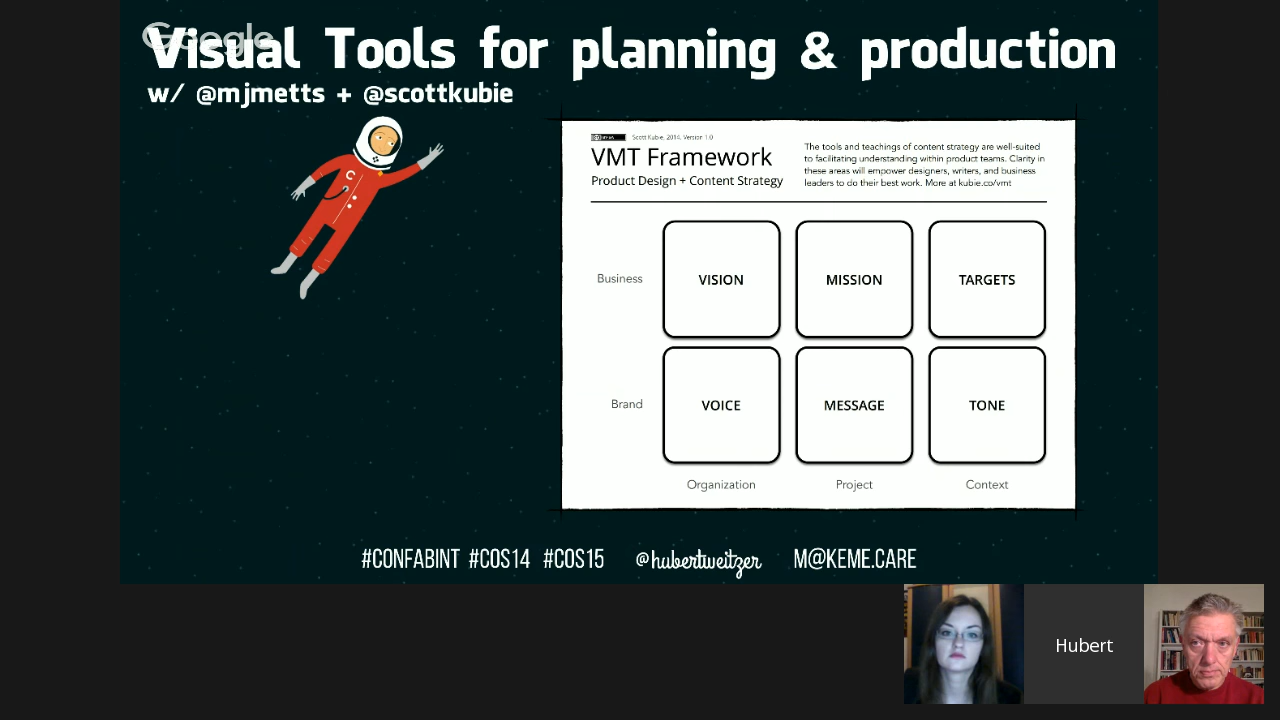 Google
Visual Tools for planning & production
w/ @mjmetts + @scottkubie
Scott Kubie, 2014, Version 1.0
VMT Framework
Product Design + Content Strategy
The tools and teachings of content strategy are well-suited
to facilitating understanding within product teams. Clarity in
these areas will empower designers, writers, and business
leaders to do their best work. More at kubie.co/vmt
Business
VISION
MISSION
TARGETS
Brand
VOICE
MESSAGE
TONE
Organization
Project
Context
#CONFABINT #COS14 #COS15 @hubertweitzer M@KEME.CARE
C
Hubert